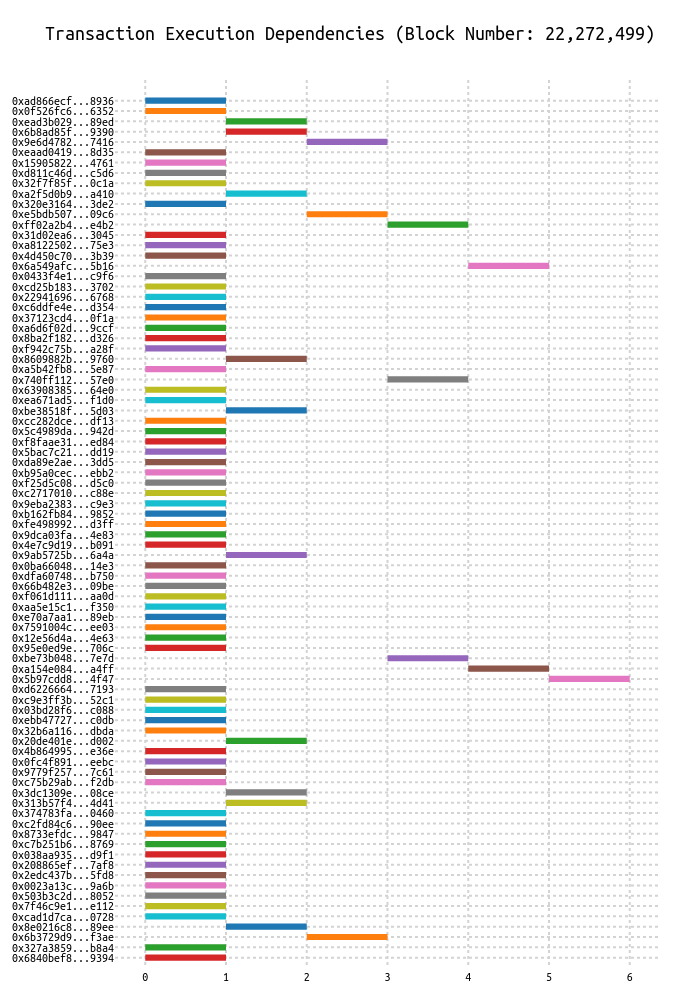 Transaction Execution Dependencies (Block Number: 22,272,499)
0xad866ecf...8936
0x0f526fc6...6352
0xead3b029...89ed
0x6b8ad85f...9390
0x9e6d4782...7416
0xeaad0419...8d35
0x15905822...4761
0xd811c46d...c5d6
0x32f7f85f...0c1a
0xa2f5d0b9...a410
0x320e3164...3de2
0xe5bdb507...09c6
0xff02a2b4...e4b2
0x31d02ea6...3045
0xa8122502...75e3
0x4d450c70...3b39
0x6a549afc...5b16
0x0433f4e1...c9f6
0xcd25b183...3702
0x22941696...6768
0xc6ddfe4e...d354
0x37123cd4...0f1a
0xa6d6f02d...9ccf
0x8ba2f182...d326
0xf942c75b...a28f
0x8609882b...9760
0xa5b42fb8...5e87
0x740ff112...57e0
0x63908385...64e0
0xea671ad5...f1d0
0xbe38518f...5d03
0xcc282dce...df13
0x5c4989da...942d
0xf8faae31...ed84
0x5bac7c21...dd19
0xda89e2ae...3dd5
0xb95a0cec...ebb2
0xf25d5c08...d5c0
0xc2717010...c88e
0x9eba2383...c9e3
0xb162fb84...9852
0xfe498992...d3ff
0x9dca03fa...4e83
0x4e7c9d19...b091
0x9ab5725b...6a4a
0x0ba66048...14e3
0xdfa60748...b750
0x66b482e3...09be
0xf061d111...aa0d
0xaa5e15c1...f350
0xe70a7aa1...89eb
0x7591004c...ee03
0x12e56d4a...4e63
0x95e0ed9e...706c
0xbe73b048...7e7d
0xa154e084...a4ff
0x5b97cdd8...4f47
0xd6226664...7193
0xc9e3ff3b...52c1
0x03bd28f6...c088
0xebb47727...c0db
0x32b6a116...dbda
0x20de401e...d002
0x4b864995...e36e
0x0fc4f891...eebc
0x9779f257...7c61
0xc75b29ab...f2db
0x3dc1309e...08ce
0x313b57f4...4d41
0x374783fa...0460
0xc2fd84c6...90ee
0x8733efdc...9847
0xc7b251b6...8769
0x038aa935...d9f1
0x208865ef...7af8
0x2edc437b...5fd8
0x0023a13c...9a6b
0x503b3c2d...8052
0x7f46c9e1...e112
0xcad1d7ca...0728
0x8e0216c8...89ee
0x6b3729d9...f3ae
0x327a3859...b8a4
0x6840bef8...9394
0 1 2 3 4 5 6